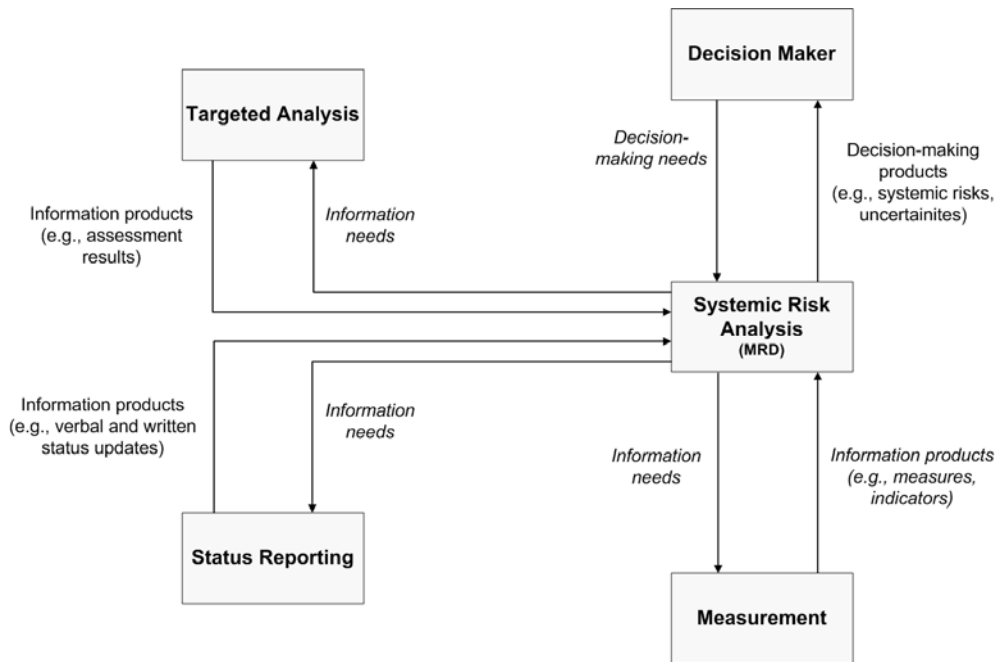 Decision Maker
Targeted Analysis
Decision-
making needs
Decision-making
products
(e.g., systemic risks,
uncertainites)
Information products
(e.g., assessment
results)
Information
needs
Systemic Risk
Analysis
(MRD)
Information products
(e.g., verbal and written
status updates)
Information
needs
Information
needs
Information products
(e.g., measures,
indicators)
Status Reporting
Measurement